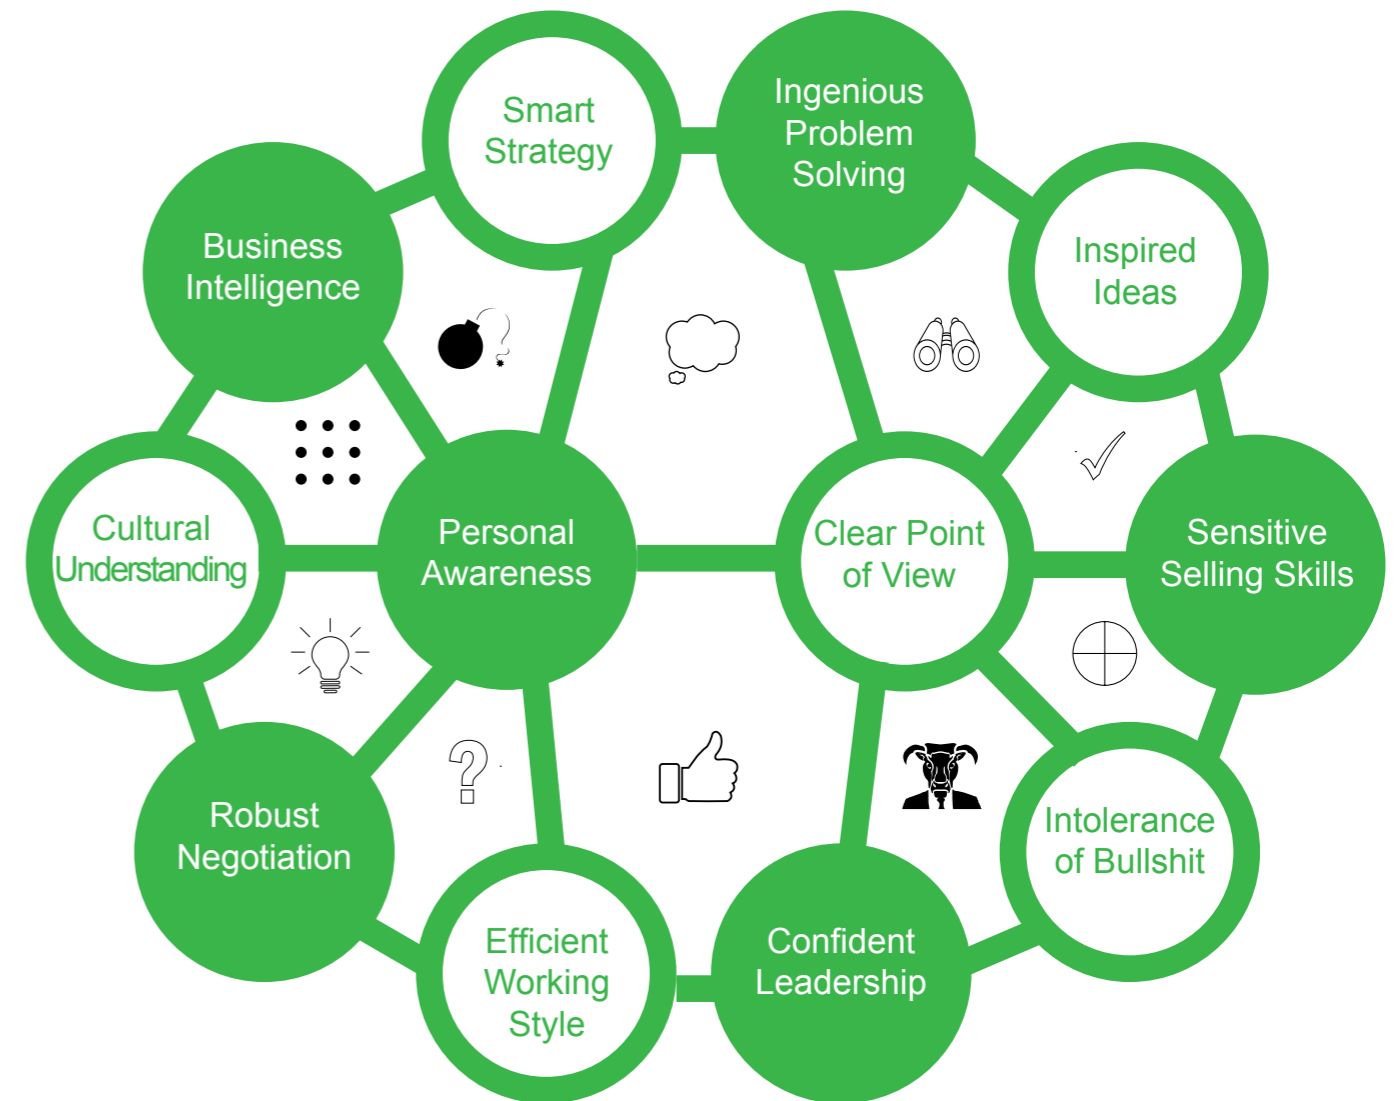 Smart
Strategy
Ingenious
Problem
Solving
Business
Intelligence
Inspired
Ideas
Cultural
Understanding
Personal
Awareness
Clear Point
of View
Sensitive
Selling Skills
Robust
Negotiation
Intolerance
of Bullshit
Efficient
Working
Style
Confident
Leadership
?